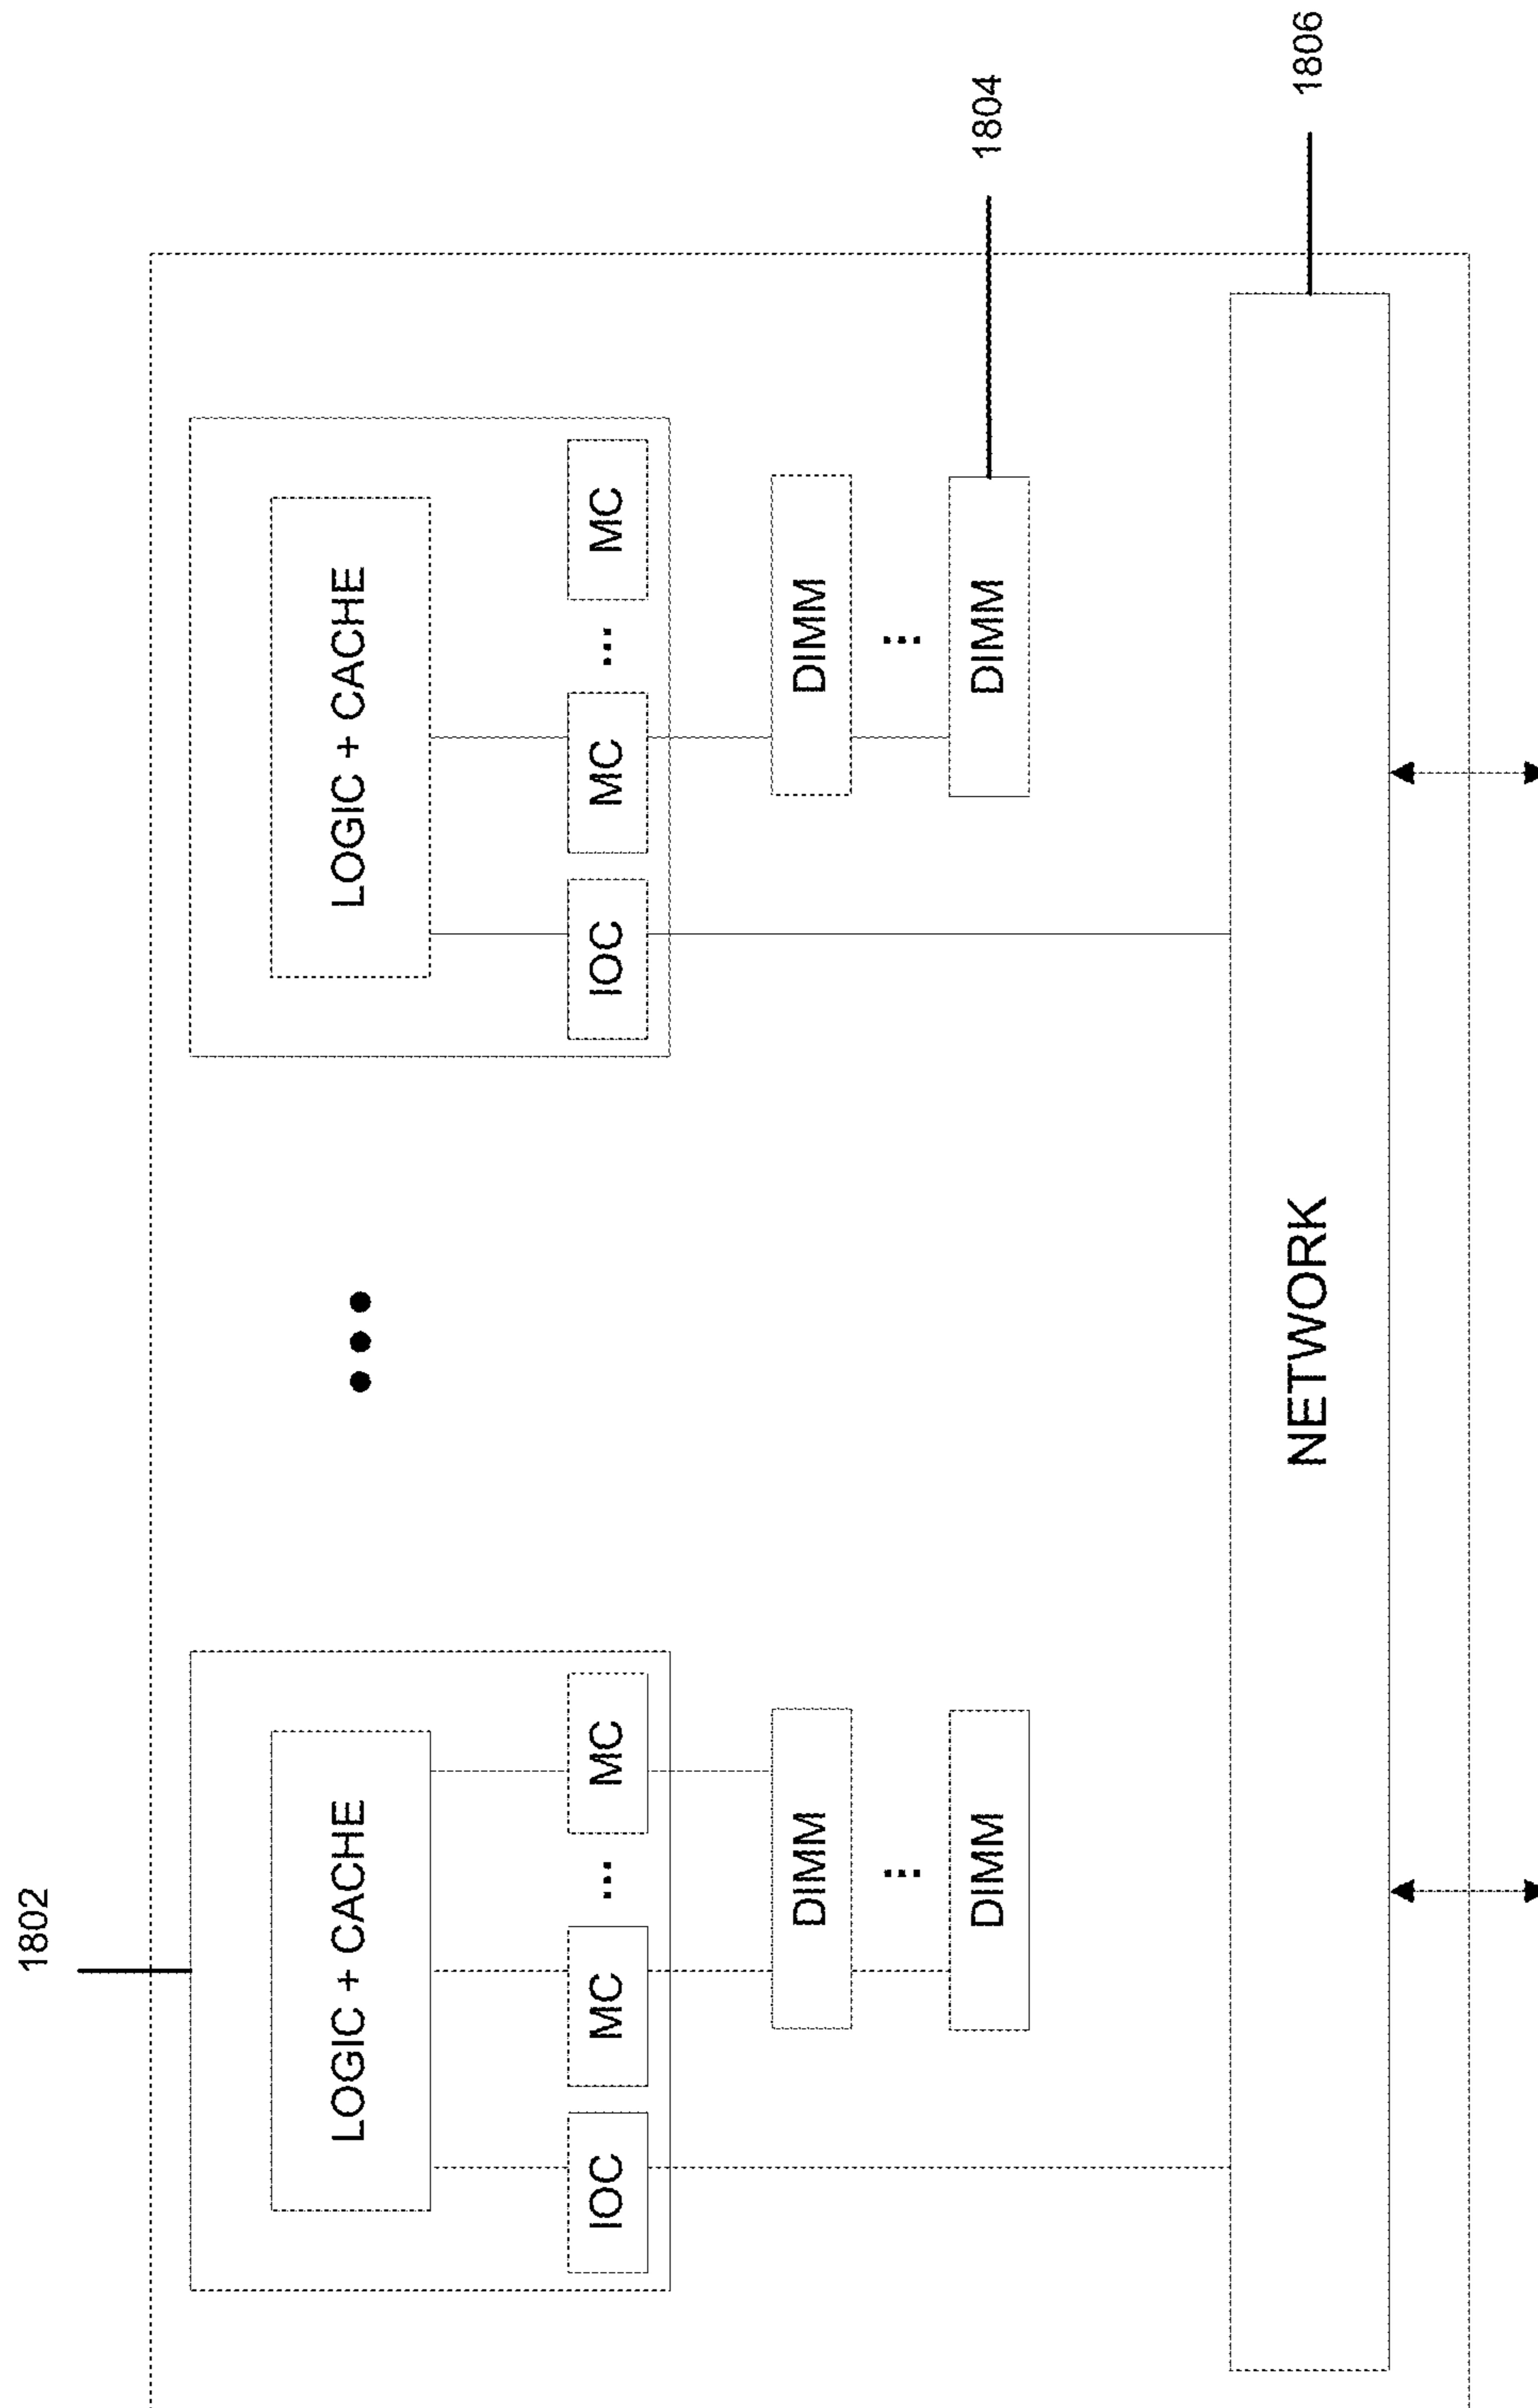 1802
LOGIC + CACHE ••• LOGIC + CACHE
IOC MC ... MC IOC MC ... MC
DIMM DIMM
... ...
DIMM DIMM 1804
NETWORK 1806